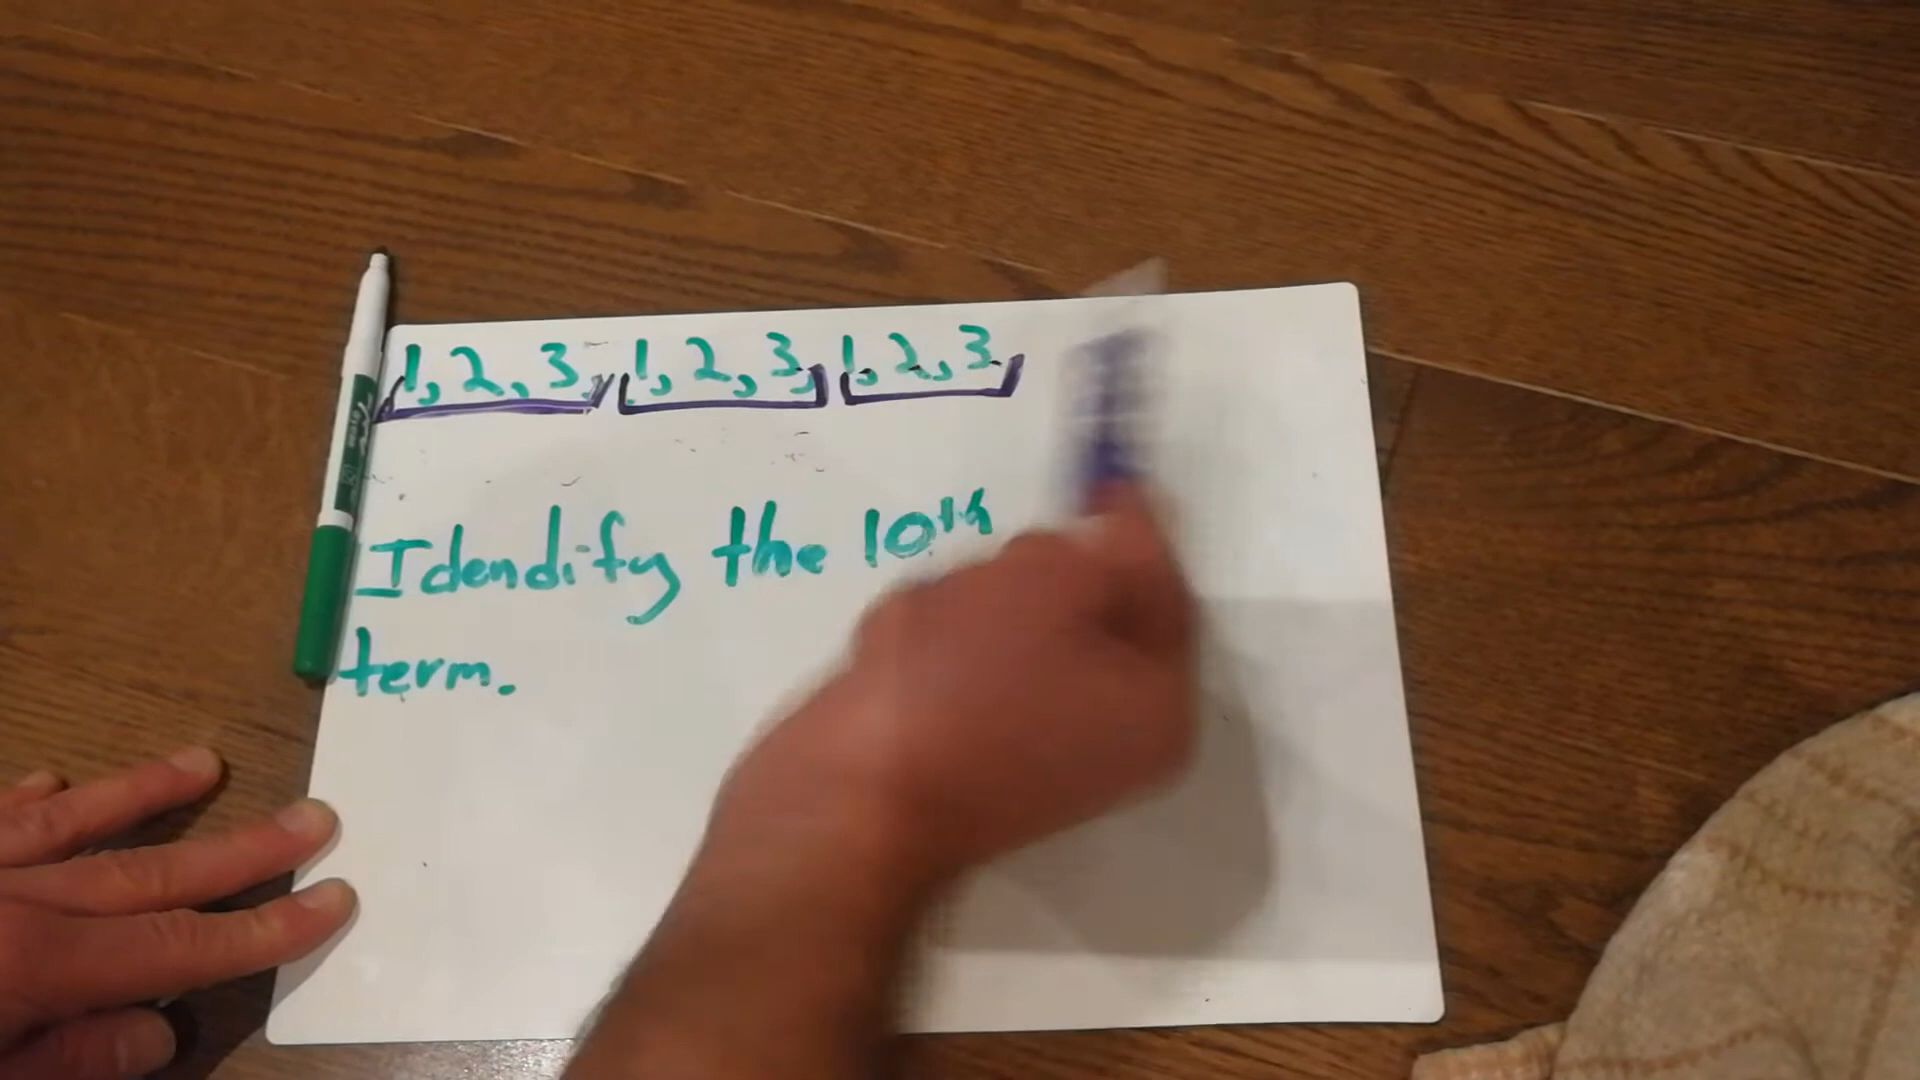 1, 2, 3, 1, 2, 3, 1, 2, 3,
Idendify the 10th
term.